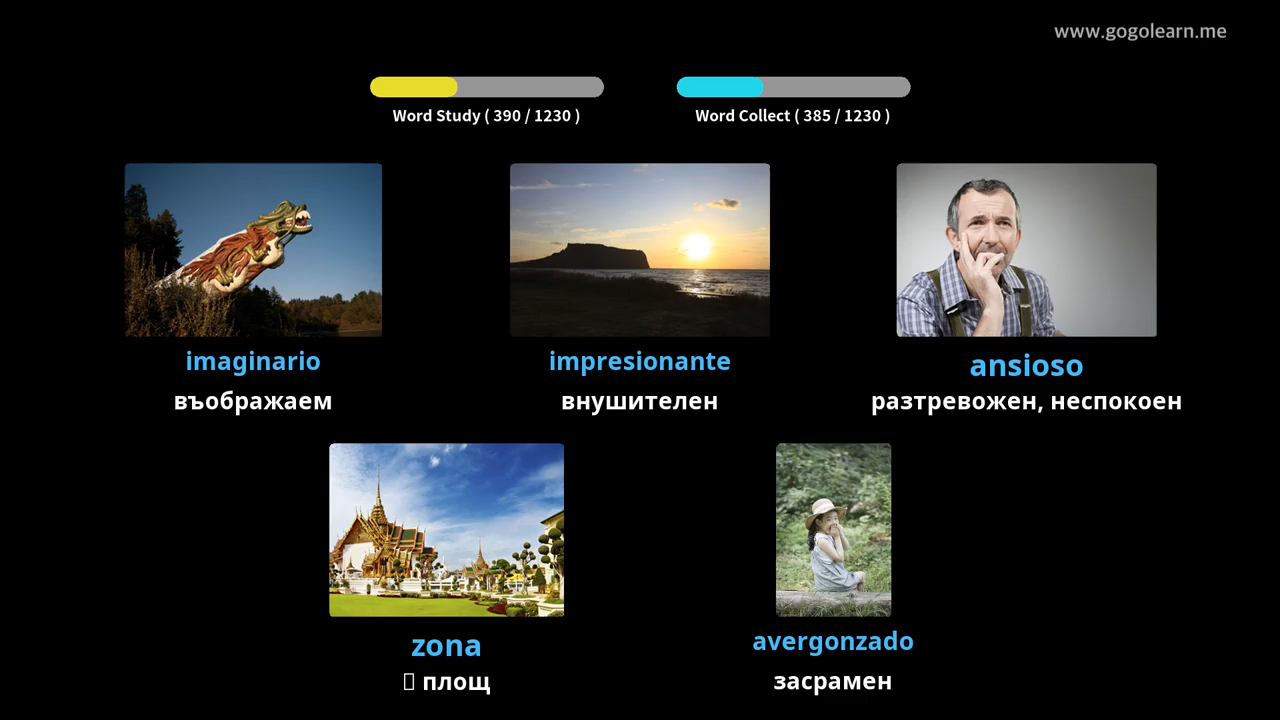 www.gogolearn.me
Word Study ( 390 / 1230 )
Word Collect ( 385 / 1230 )
imaginario
impresionante
ansioso
въображаем
внушителен
разтревожен, неспокоен
zona
avergonzado
площ
засрамен